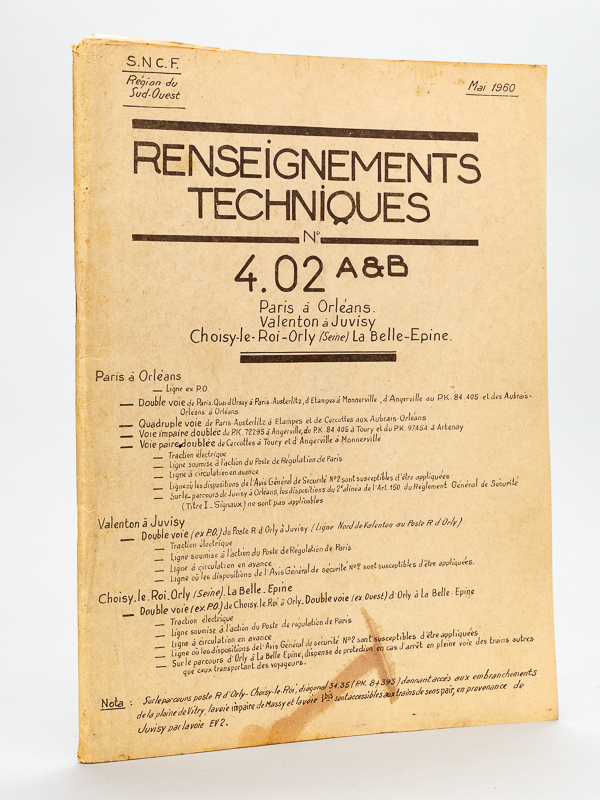 S.N.C.F.
Région du
Sud-Ouest
Mai 1960
RENSEIGNEMENTS
TECHNIQUES
N°
4.02 A&B
Paris à Orléans.
Valenton à Juvisy
Choisy-le-Roi-Orly (Seine) La Belle-Epine.
Paris à Orléans
— Ligne ex P.O
— Double voie de Paris. Quai d'Orsay à Paris-Austerlitz, d'Etampes à Monnerville, d'Angerville au P.K. 84.405 et des Aubrais-
Orléans à Orléans
— Quadruple voie de Paris-Austerlitz à Etampes et de Cercottes aux Aubrais-Orléans
— Voie impaire doublée du P.K. 72295 à Angerville, du P.K. 84 405 à Toury et du P.K. 97454 à Artenay
— Voie paire doublée de Cercottes à Toury et d'Angerville à Monnerville
— Traction électrique
— Ligne soumise à l'action du Poste de Régulation de Paris
— Ligne à circulation en avance
— Ligne où les dispositions de l'Avis Général de Sécurité N°2 sont susceptibles d'être appliquées
— Sur le parcours de Juvisy à Orléans, les dispositions du 2e alinéa de l'Art. 150 du Règlement Général de Sécurité
(Titre I_Signaux) ne sont pas applicables
Valenton à Juvisy
— Double voie (ex P.O.) du Poste R d'Orly à Juvisy (Ligne Nord de Valenton au Poste R d'Orly)
— Traction électrique
— Ligne soumise à l'action du Poste de Régulation de Paris
— Ligne à circulation en avance
— Ligne où les dispositions de l'Avis Général de sécurité N°2 sont susceptibles d'être appliquées.
Choisy-le-Roi.Orly (Seine). La Belle-Epine
— Double voie (ex P.O.) de Choisy-le-Roi à Orly-Double voie (ex Ouest) d'Orly à La Belle-Epine
— Traction électrique
— Ligne soumise à l'action du Poste de régulation de Paris
— Ligne à circulation en avance
— Ligne où les dispositions de l'Avis Général de sécurité N°2 sont susceptibles d'être appliquées
— Sur le parcours d'Orly à La Belle Epine, dispense de protection en cas d'arrêt en pleine voie des trains autres
que ceux transportant des voyageurs.
Nota : Sur le parcours poste R d'Orly-Choisy-le-Roi, diagonal 34.35 (P.K. 8+393) donnant accès aux embranchements
de la plaine de Vitry, la voie impaire de Massy et la voie 1 bis sont accessibles aux trains de sens pair, en provenance de
Juvisy par la voie EV2.